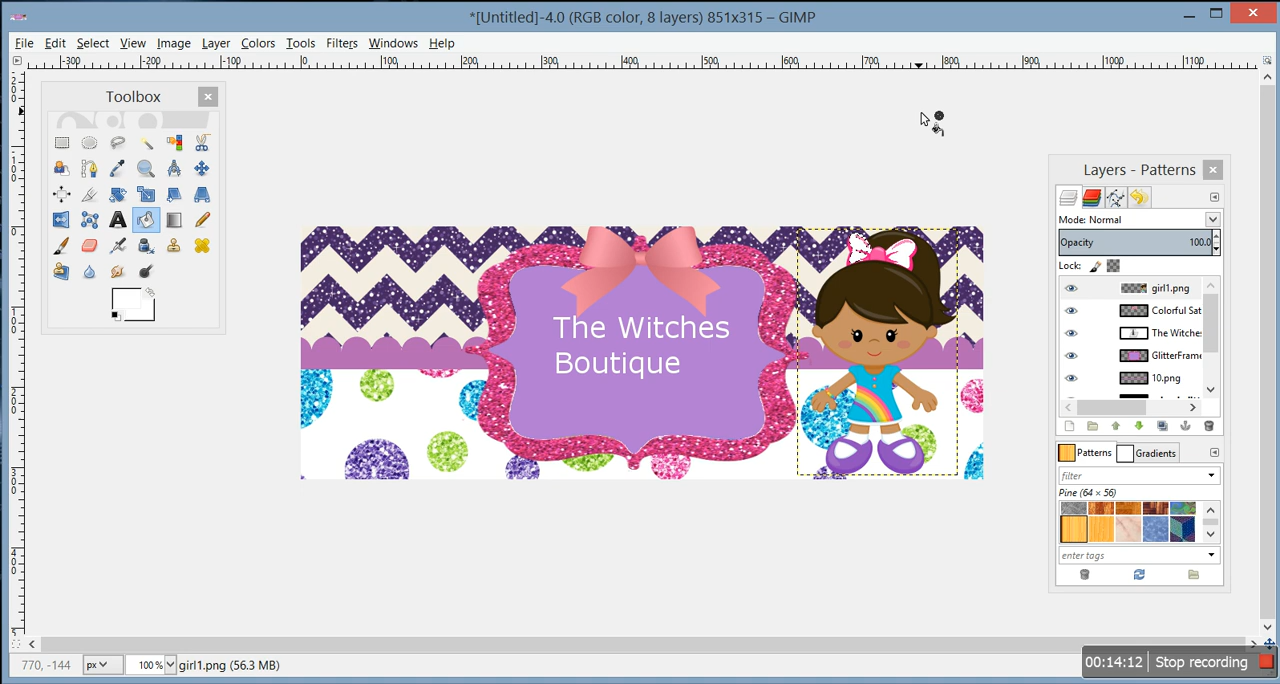 *[Untitled]-4.0 (RGB color, 8 layers) 851x315 – GIMP
File Edit Select View Image Layer Colors Tools Filters Windows Help
-300 -200 -100 0 100 200 300 400 500 600 700 800 900 1000 1100
Toolbox
Layers - Patterns
Mode: Normal
Opacity 100.0
Lock:
girl1.png
Colorful Sat
The Witches
GlitterFrame
10.png
The Witches
Boutique
Patterns Gradients
filter
Pine (64 × 56)
enter tags
770, -144 px 100 % girl1.png (56.3 MB)
00:14:12 Stop recording